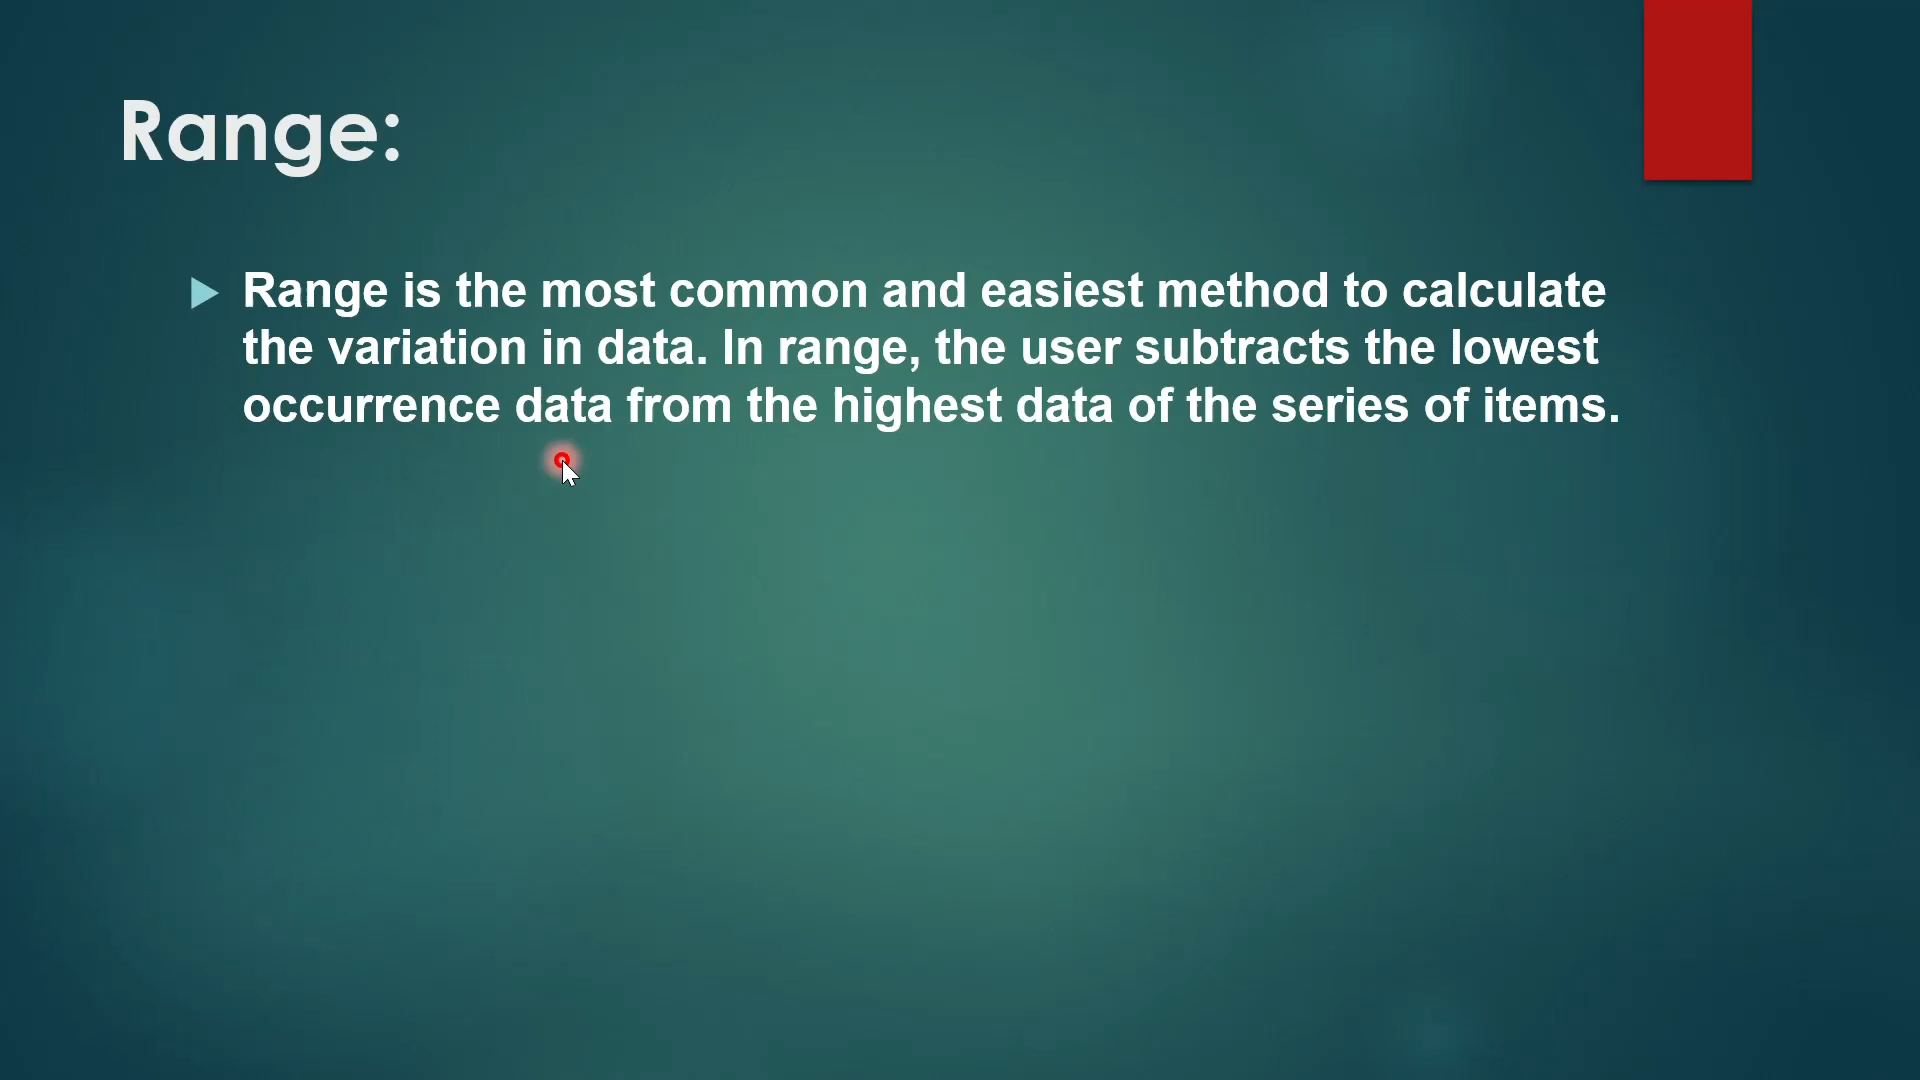 Range:
Range is the most common and easiest method to calculate
the variation in data. In range, the user subtracts the lowest
occurrence data from the highest data of the series of items.